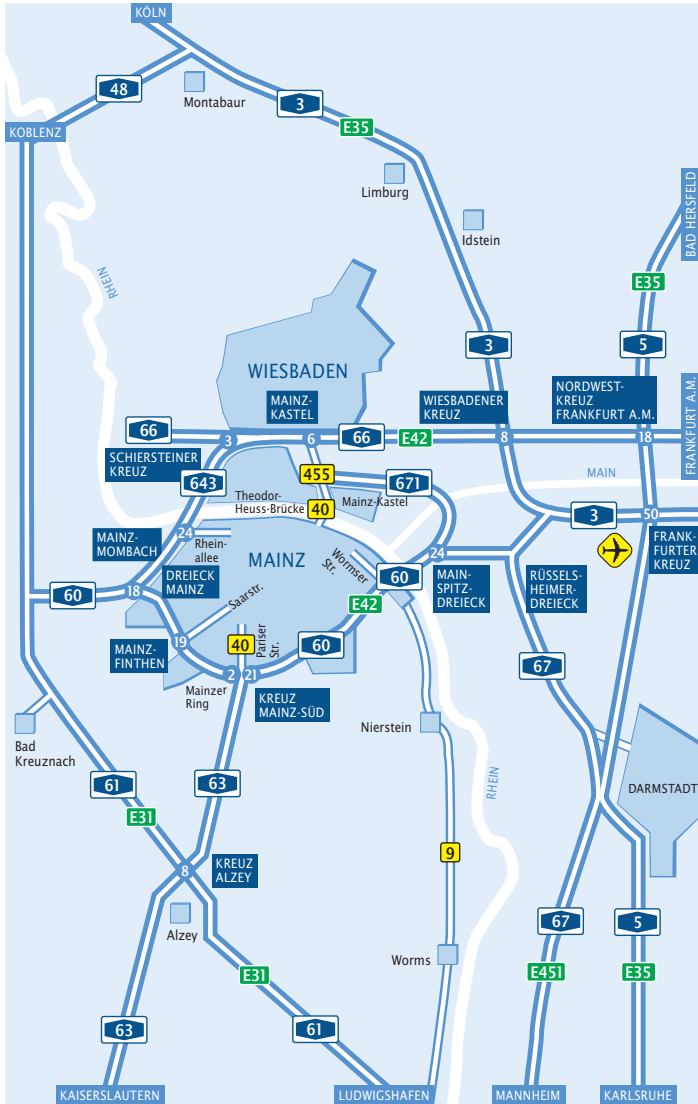 KÖLN
48
Montabaur
3
KOBLENZ
E35
Limburg
Idstein
BAD HERSFELD
RHEIN
E35
3
5
WIESBADEN
NORDWEST-
KREUZ
FRANKFURT A.M.
MAINZ-
KASTEL
WIESBADENER
KREUZ
FRANKFURT A.M.
66
3
6
66
E42
8
18
SCHIERSTEINER
KREUZ
643
455
671
MAIN
Theodor-
Heuss-Brücke
40
Mainz-Kastel
3
50
MAINZ-
MOMBACH
24
Rhein-
allee
MAINZ
Wormser
Str.
24
FRANK-
FURTER
KREUZ
DREIECK
MAINZ
60
MAIN-
SPITZ-
DREIECK
RÜSSELS-
HEIMER-
DREIECK
60
18
Saarstr.
E42
19
40
Pariser
Str.
60
MAINZ-
FINTHEN
67
2
21
Mainzer
Ring
KREUZ
MAINZ-SÜD
Nierstein
Bad
Kreuznach
61
63
RHEIN
DARMSTADT
E31
9
8
KREUZ
ALZEY
Alzey
67
5
Worms
E31
E451
E35
63
61
KAISERSLAUTERN
LUDWIGSHAFEN
MANNHEIM
KARLSRUHE